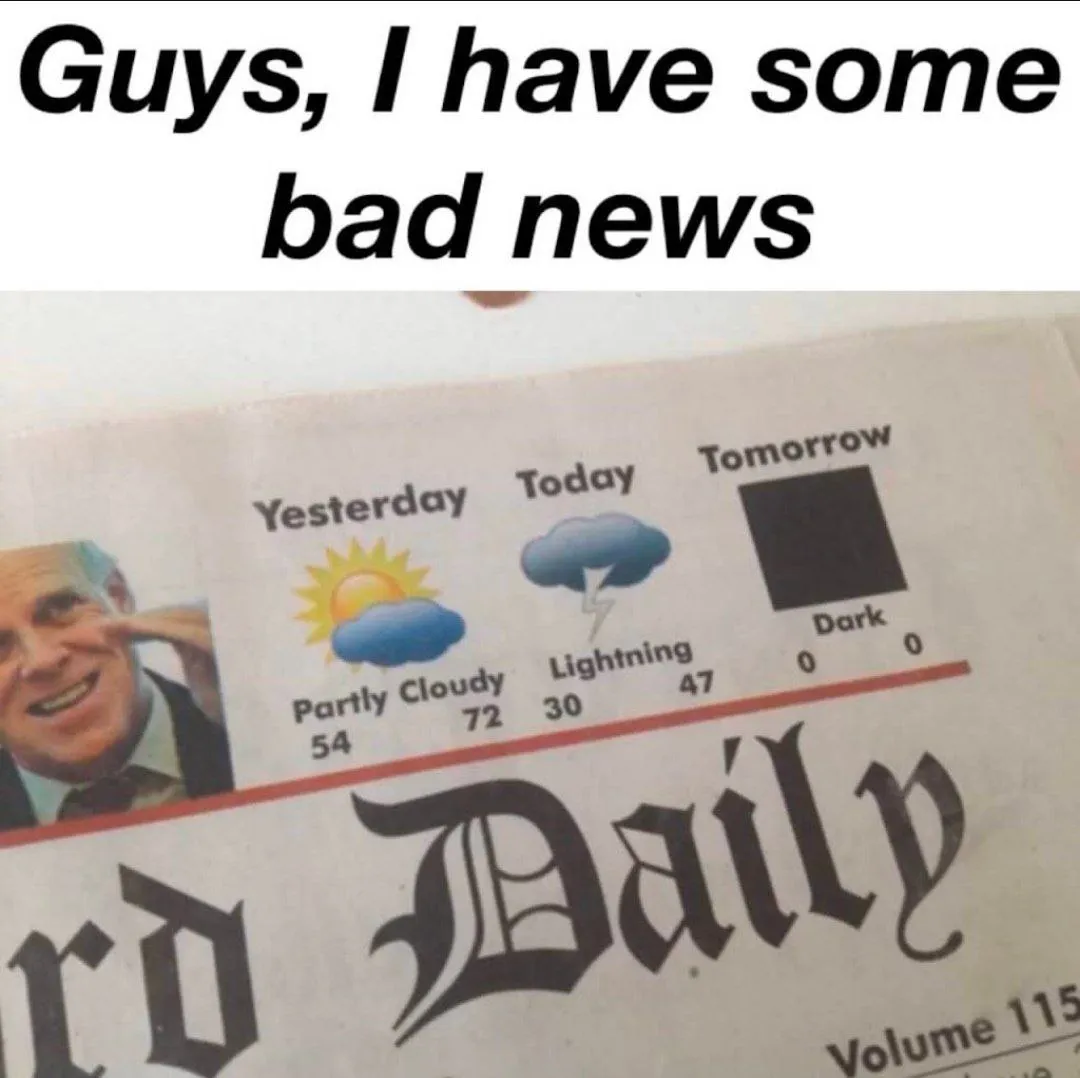 Guys, I have some
bad news
Yesterday Today Tomorrow
Partly Cloudy Lightning Dark
54 72 30 47 0 0
rd Daily
Volume 115